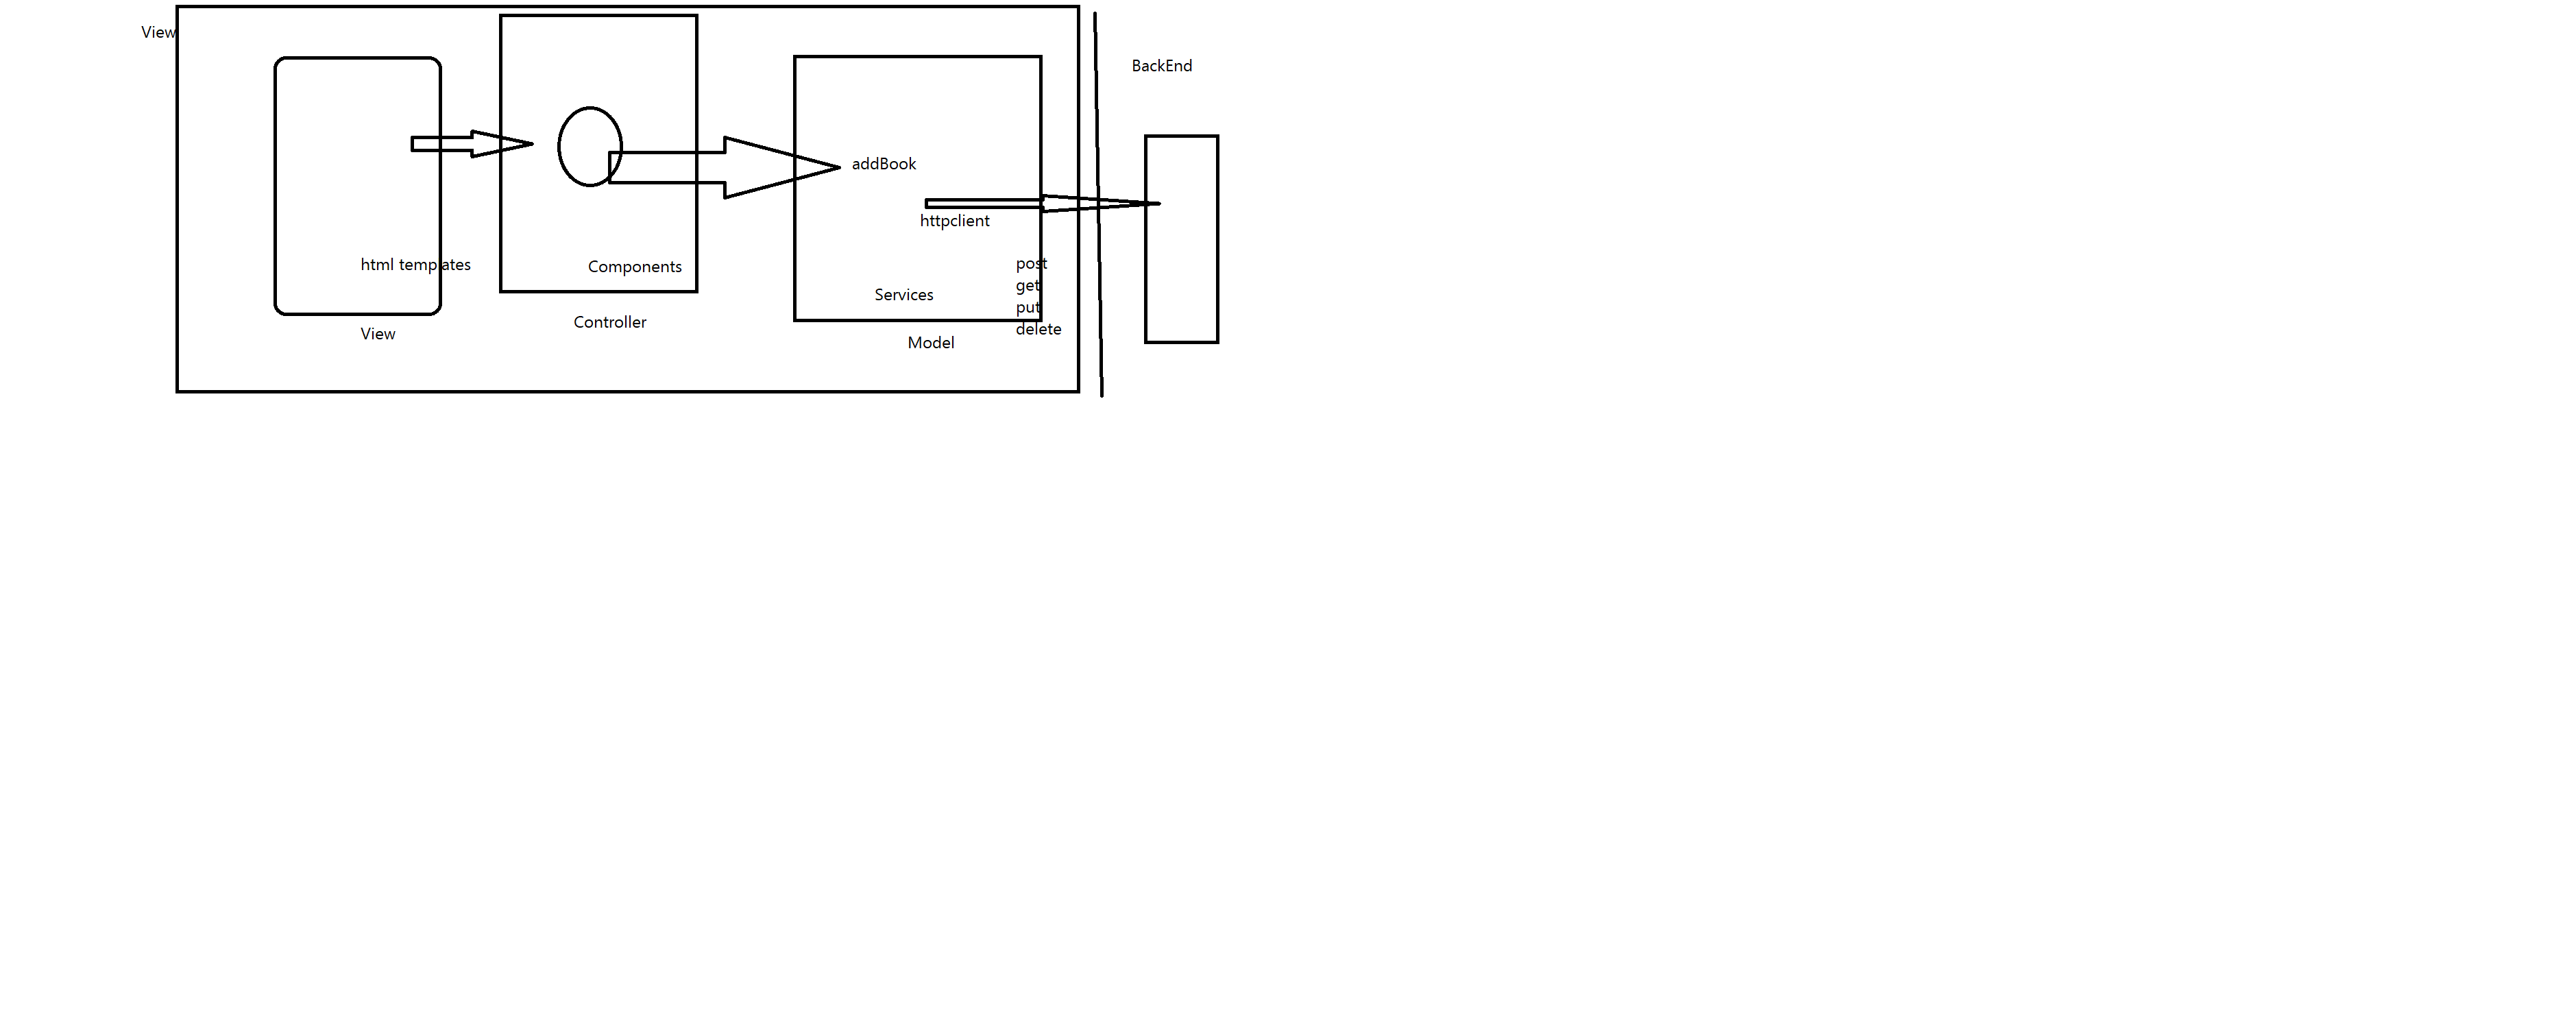 View
BackEnd
addBook
httpclient
html templates
Components
post
get
put
delete
Services
Controller
View
Model